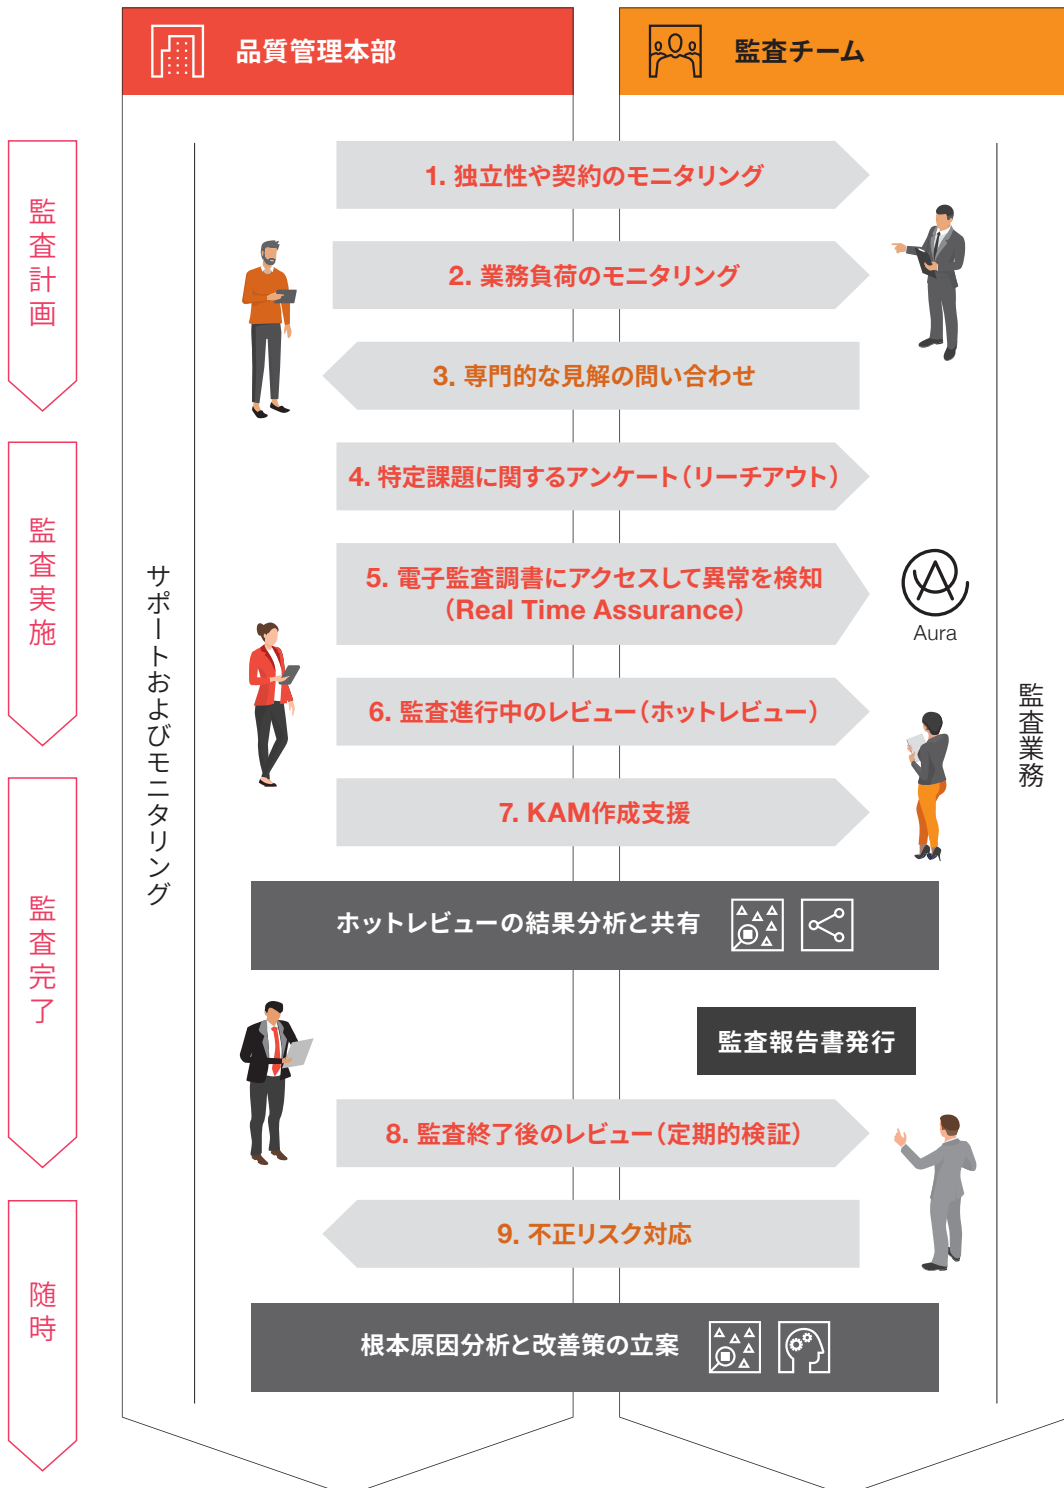 品質管理本部
監査チーム
監査計画
1. 独立性や契約のモニタリング
2. 業務負荷のモニタリング
3. 専門的な見解の問い合わせ
監査実施
4. 特定課題に関するアンケート（リーチアウト）
5. 電子監査調書にアクセスして異常を検知
（Real Time Assurance）
Aura
サポートおよびモニタリング
監査業務
6. 監査進行中のレビュー（ホットレビュー）
7. KAM作成支援
監査完了
ホットレビューの結果分析と共有
監査報告書発行
8. 監査終了後のレビュー（定期的検証）
随時
9. 不正リスク対応
根本原因分析と改善策の立案